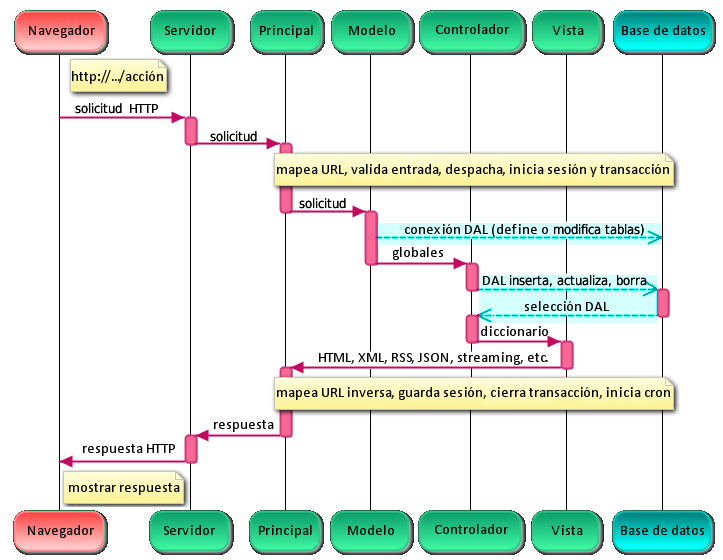 Navegador
Servidor
Principal
Modelo
Controlador
Vista
Base de datos
http://.../acción
solicitud HTTP
solicitud
mapea URL, valida entrada, despacha, inicia sesión y transacción
solicitud
conexión DAL (define o modifica tablas)
globales
DAL inserta, actualiza, borra
selección DAL
diccionario
HTML, XML, RSS, JSON, streaming, etc.
mapea URL inversa, guarda sesión, cierra transacción, inicia cron
respuesta
respuesta HTTP
mostrar respuesta
Navegador
Servidor
Principal
Modelo
Controlador
Vista
Base de datos